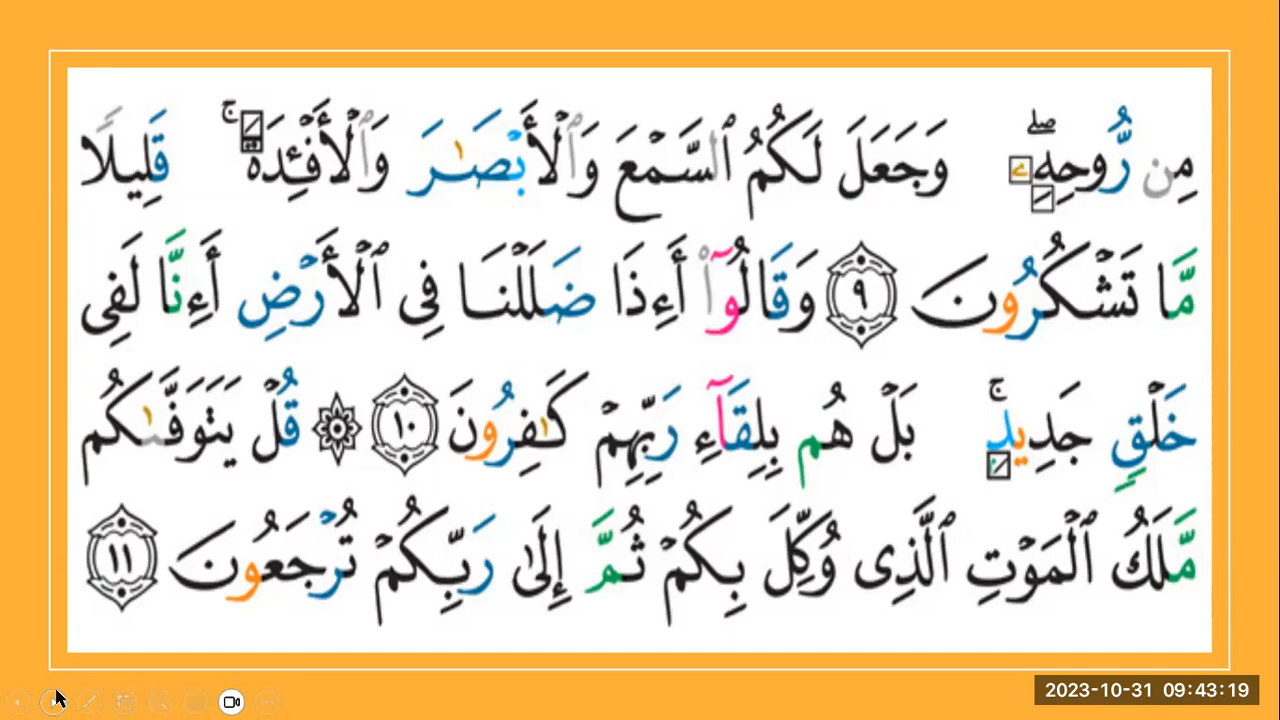 مِن رُّوحِهِۦ ۖ وَجَعَلَ لَكُمُ ٱلسَّمْعَ وَٱلْأَبْصَٰرَ وَٱلْأَفْـِٔدَةَ ۚ قَلِيلًا
مَّا تَشْكُرُونَ ٩ وَقَالُوٓا۟ أَءِذَا ضَلَلْنَا فِى ٱلْأَرْضِ أَءِنَّا لَفِى
خَلْقٍ جَدِيدٍۭ ۚ بَلْ هُم بِلِقَآءِ رَبِّهِمْ كَٰفِرُونَ ١٠ ۞ قُلْ يَتَوَفَّىٰكُم
مَّلَكُ ٱلْمَوْتِ ٱلَّذِى وُكِّلَ بِكُمْ ثُمَّ إِلَىٰ رَبِّكُمْ تُرْجَعُونَ ١١
2023-10-31 09:43:19